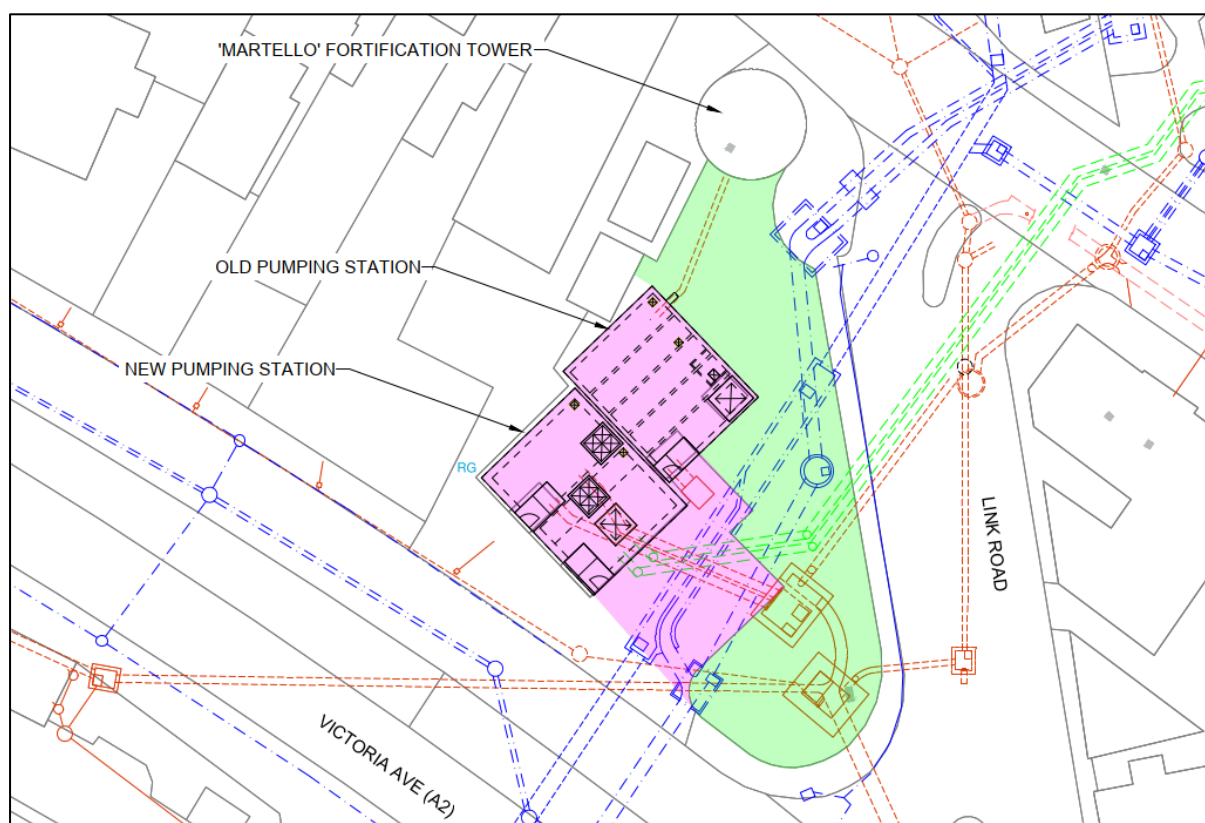 'MARTELLO' FORTIFICATION TOWER
OLD PUMPING STATION
NEW PUMPING STATION
RG
LINK ROAD
VICTORIA AVE (A2)